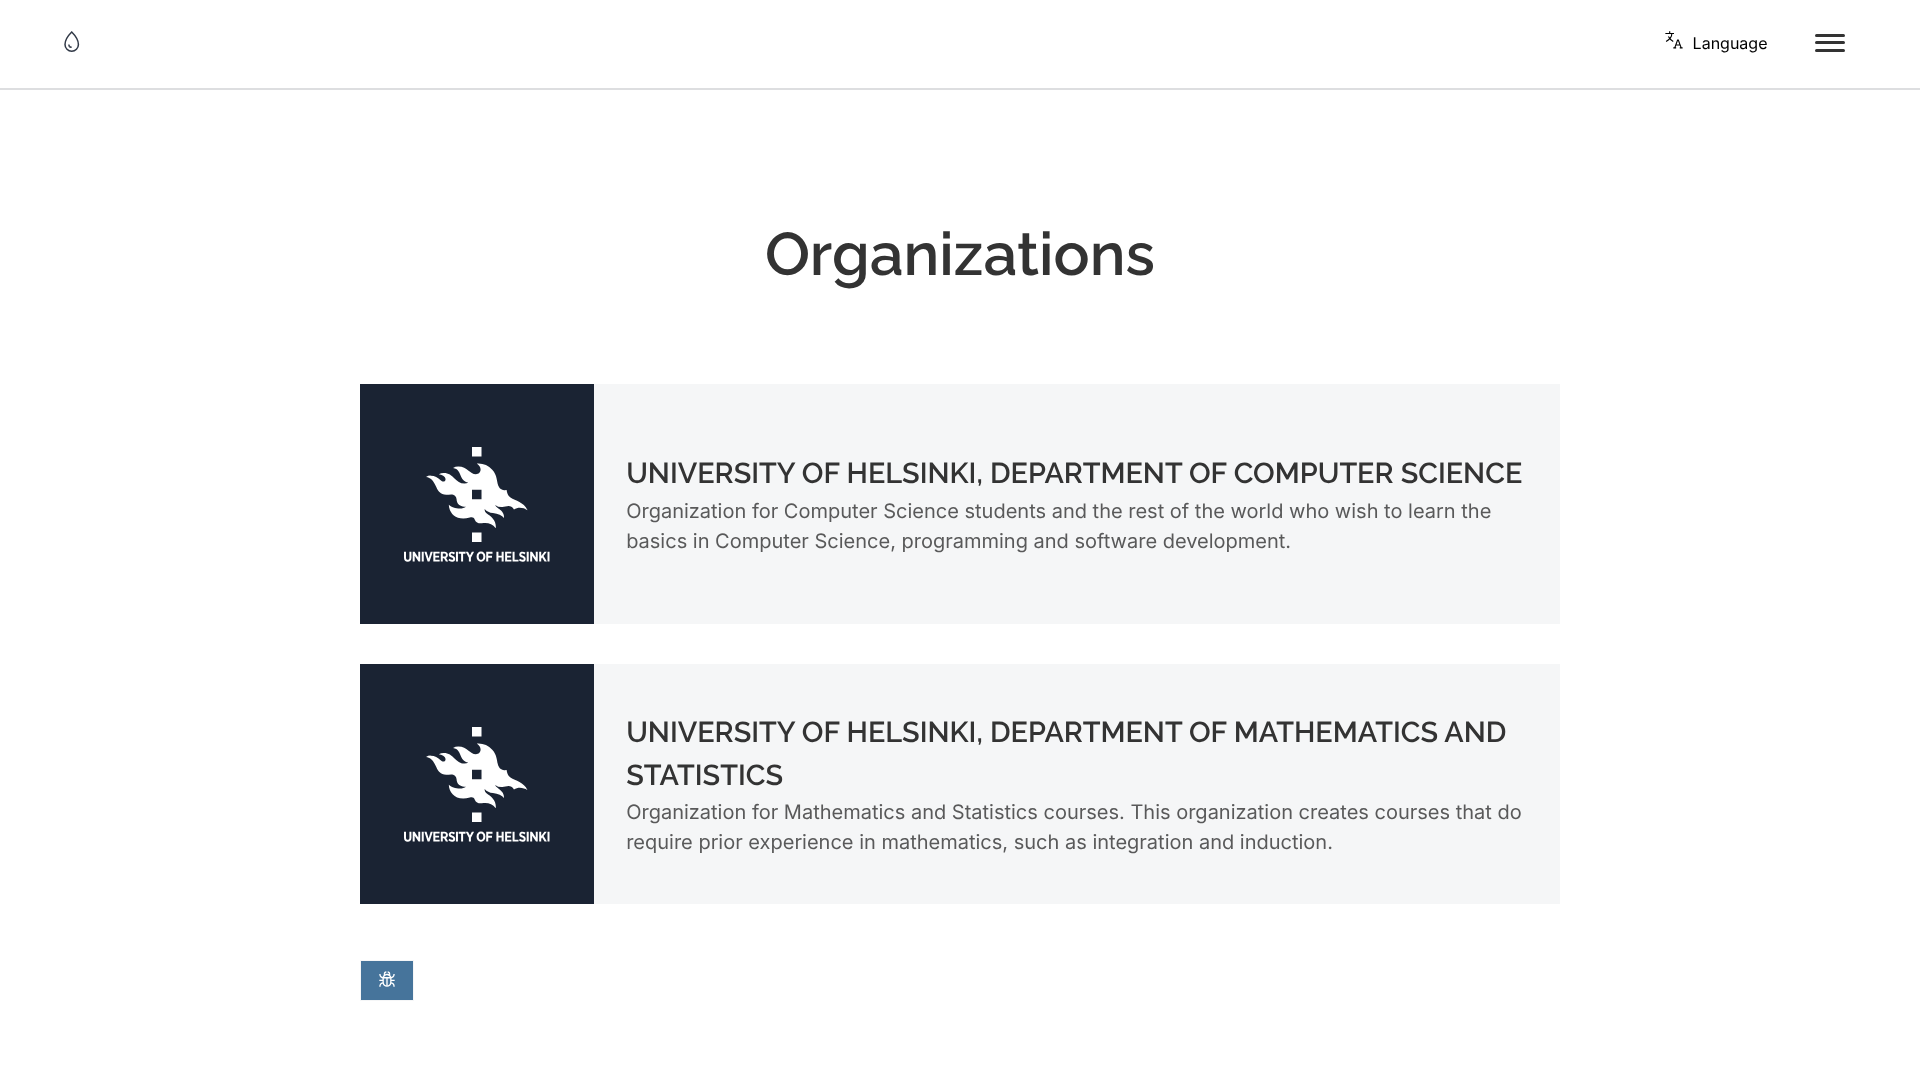 Language
Organizations
UNIVERSITY OF HELSINKI
UNIVERSITY OF HELSINKI, DEPARTMENT OF COMPUTER SCIENCE
Organization for Computer Science students and the rest of the world who wish to learn the
basics in Computer Science, programming and software development.
UNIVERSITY OF HELSINKI
UNIVERSITY OF HELSINKI, DEPARTMENT OF MATHEMATICS AND
STATISTICS
Organization for Mathematics and Statistics courses. This organization creates courses that do
require prior experience in mathematics, such as integration and induction.